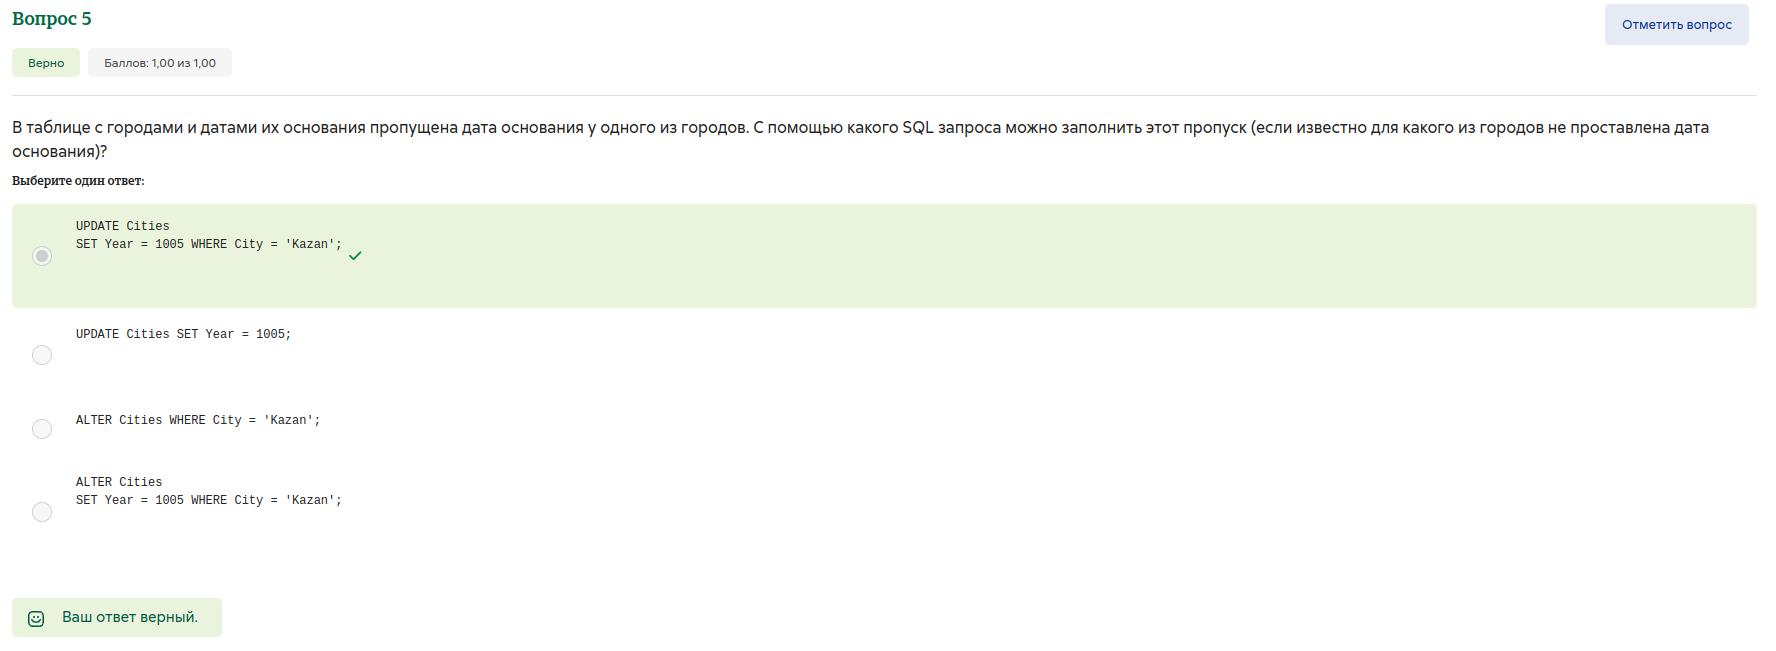 Вопрос 5
Отметить вопрос
Верно
Баллов: 1,00 из 1,00
В таблице с городами и датами их основания пропущена дата основания у одного из городов. С помощью какого SQL запроса можно заполнить этот пропуск (если известно для какого из городов не проставлена дата
основания)?
Выберите один ответ:
UPDATE Cities
SET Year = 1005 WHERE City = 'Kazan';
UPDATE Cities SET Year = 1005;
ALTER Cities WHERE City = 'Kazan';
ALTER Cities
SET Year = 1005 WHERE City = 'Kazan';
Ваш ответ верный.